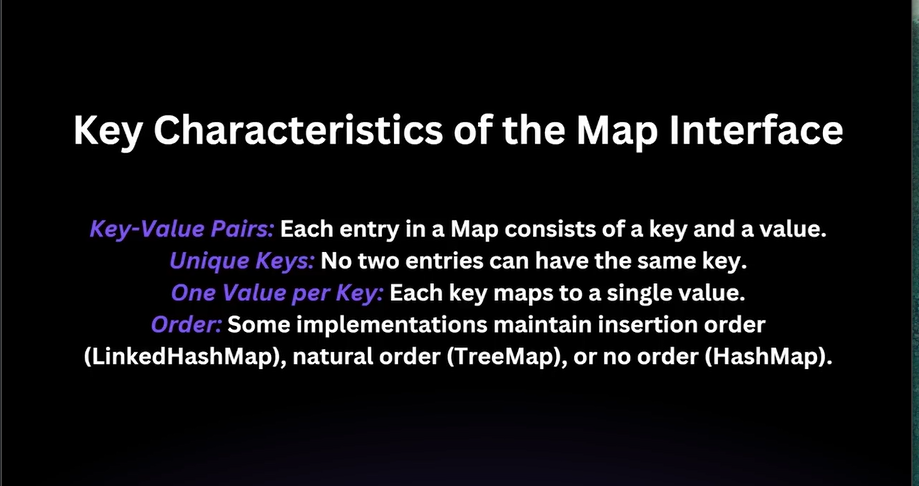 Key Characteristics of the Map Interface
Key-Value Pairs: Each entry in a Map consists of a key and a value.
Unique Keys: No two entries can have the same key.
One Value per Key: Each key maps to a single value.
Order: Some implementations maintain insertion order
(LinkedHashMap), natural order (TreeMap), or no order (HashMap).